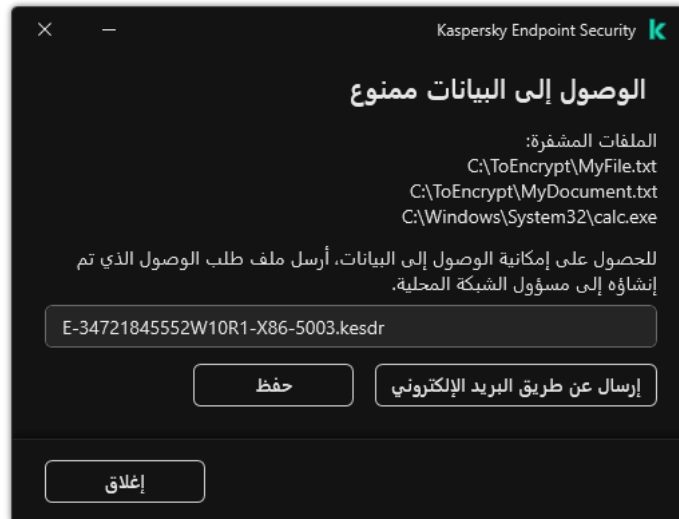 Kaspersky Endpoint Security
الوصول إلى البيانات ممنوع
الملفات المشفرة:
C:\ToEncrypt\MyFile.txt
C:\ToEncrypt\MyDocument.txt
C:\Windows\System32\calc.exe
للحصول على إمكانية الوصول إلى البيانات، أرسل ملف طلب الوصول الذي تم
إنشاؤه إلى مسؤول الشبكة المحلية.
E-34721845552W10R1-X86-5003.kesdr
إرسال عن طريق البريد الإلكتروني
حفظ
إغلاق